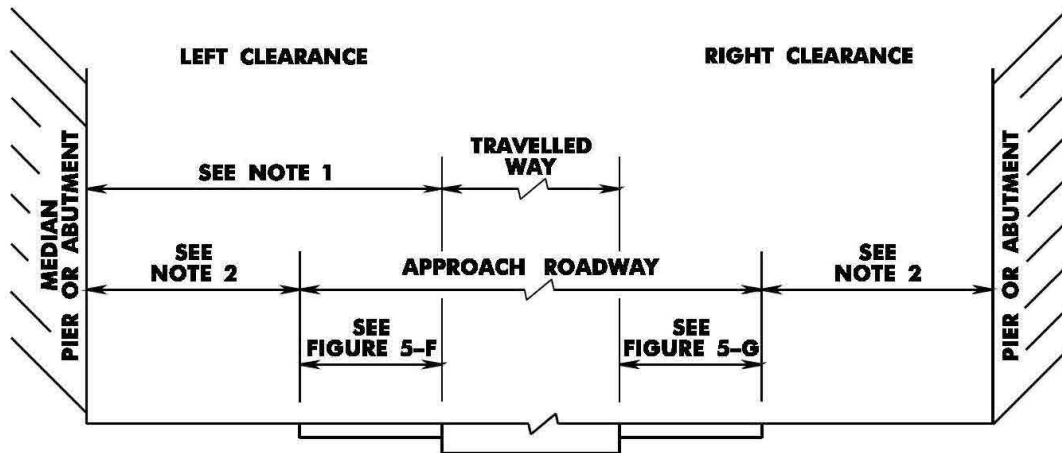 LEFT CLEARANCE
RIGHT CLEARANCE
TRAVELLED
WAY
SEE NOTE 1
MEDIAN
PIER OR ABUTMENT
SEE
NOTE 2
APPROACH ROADWAY
SEE
NOTE 2
PIER OR ABUTMENT
SEE
FIGURE 5-F
SEE
FIGURE 5-G